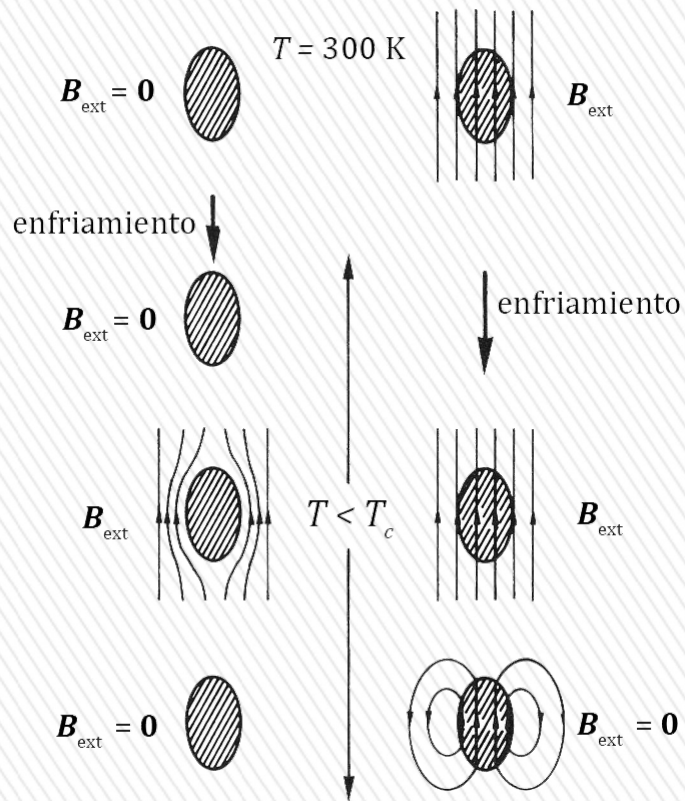 T = 300 K
B_ext = 0
B_ext
enfriamiento
B_ext = 0
enfriamiento
B_ext
T < T_c
B_ext
B_ext = 0
B_ext = 0